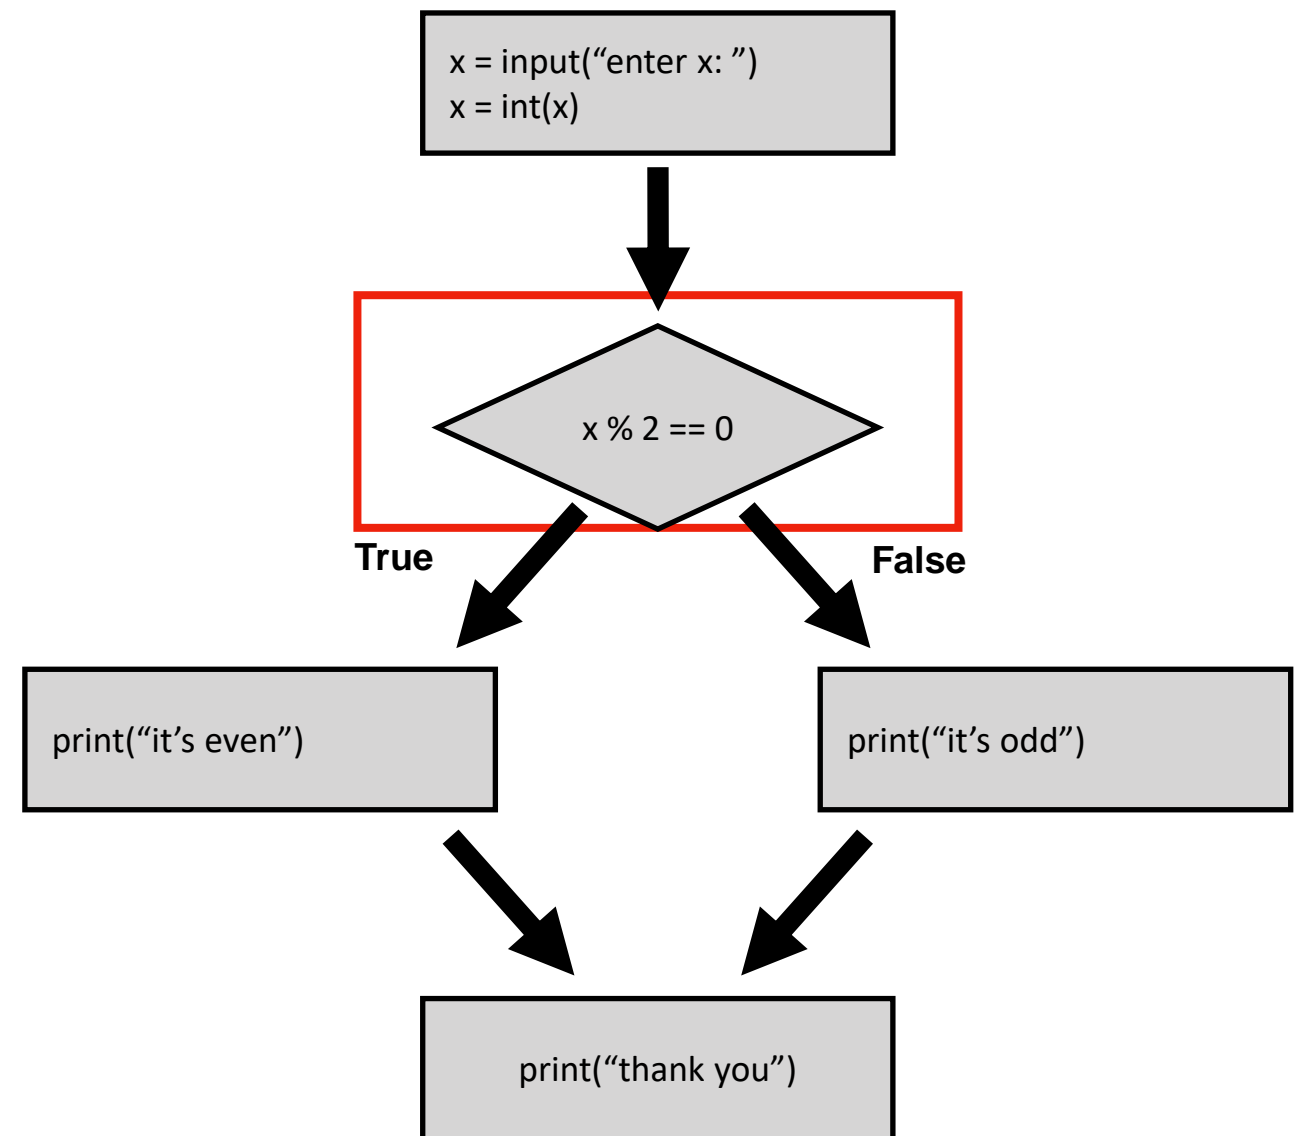 x = input(“enter x: ”)
x = int(x)
x % 2 == 0
True
False
print(“it’s even”)
print(“it’s odd”)
print(“thank you”)